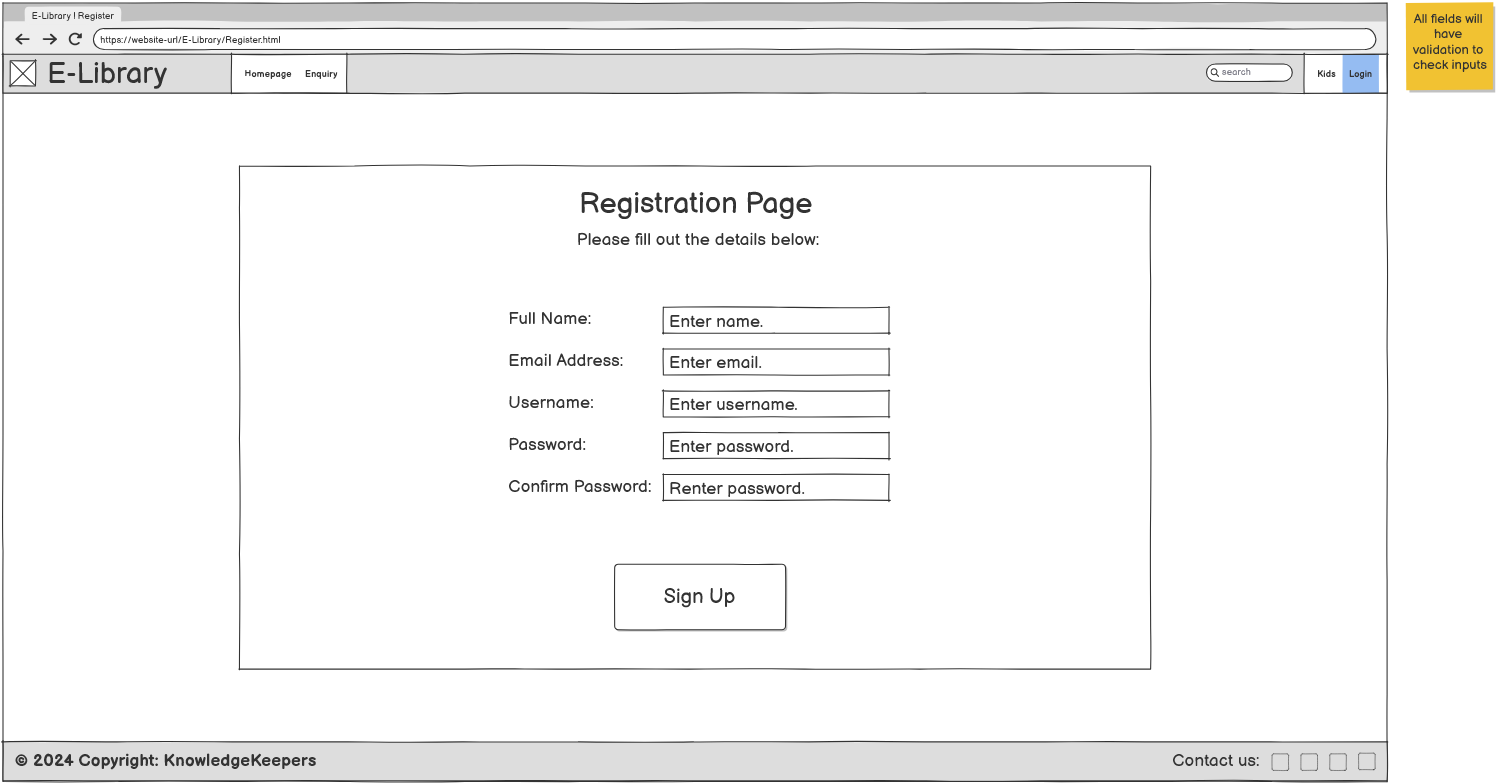 E-Library | Register
https://website-url/E-Library/Register.html
E-Library
Homepage Enquiry
search
Kids Login
All fields will
have
validation to
check inputs
Registration Page
Please fill out the details below:
Full Name: Enter name.
Email Address: Enter email.
Username: Enter username.
Password: Enter password.
Confirm Password: Renter password.
Sign Up
© 2024 Copyright: KnowledgeKeepers
Contact us: